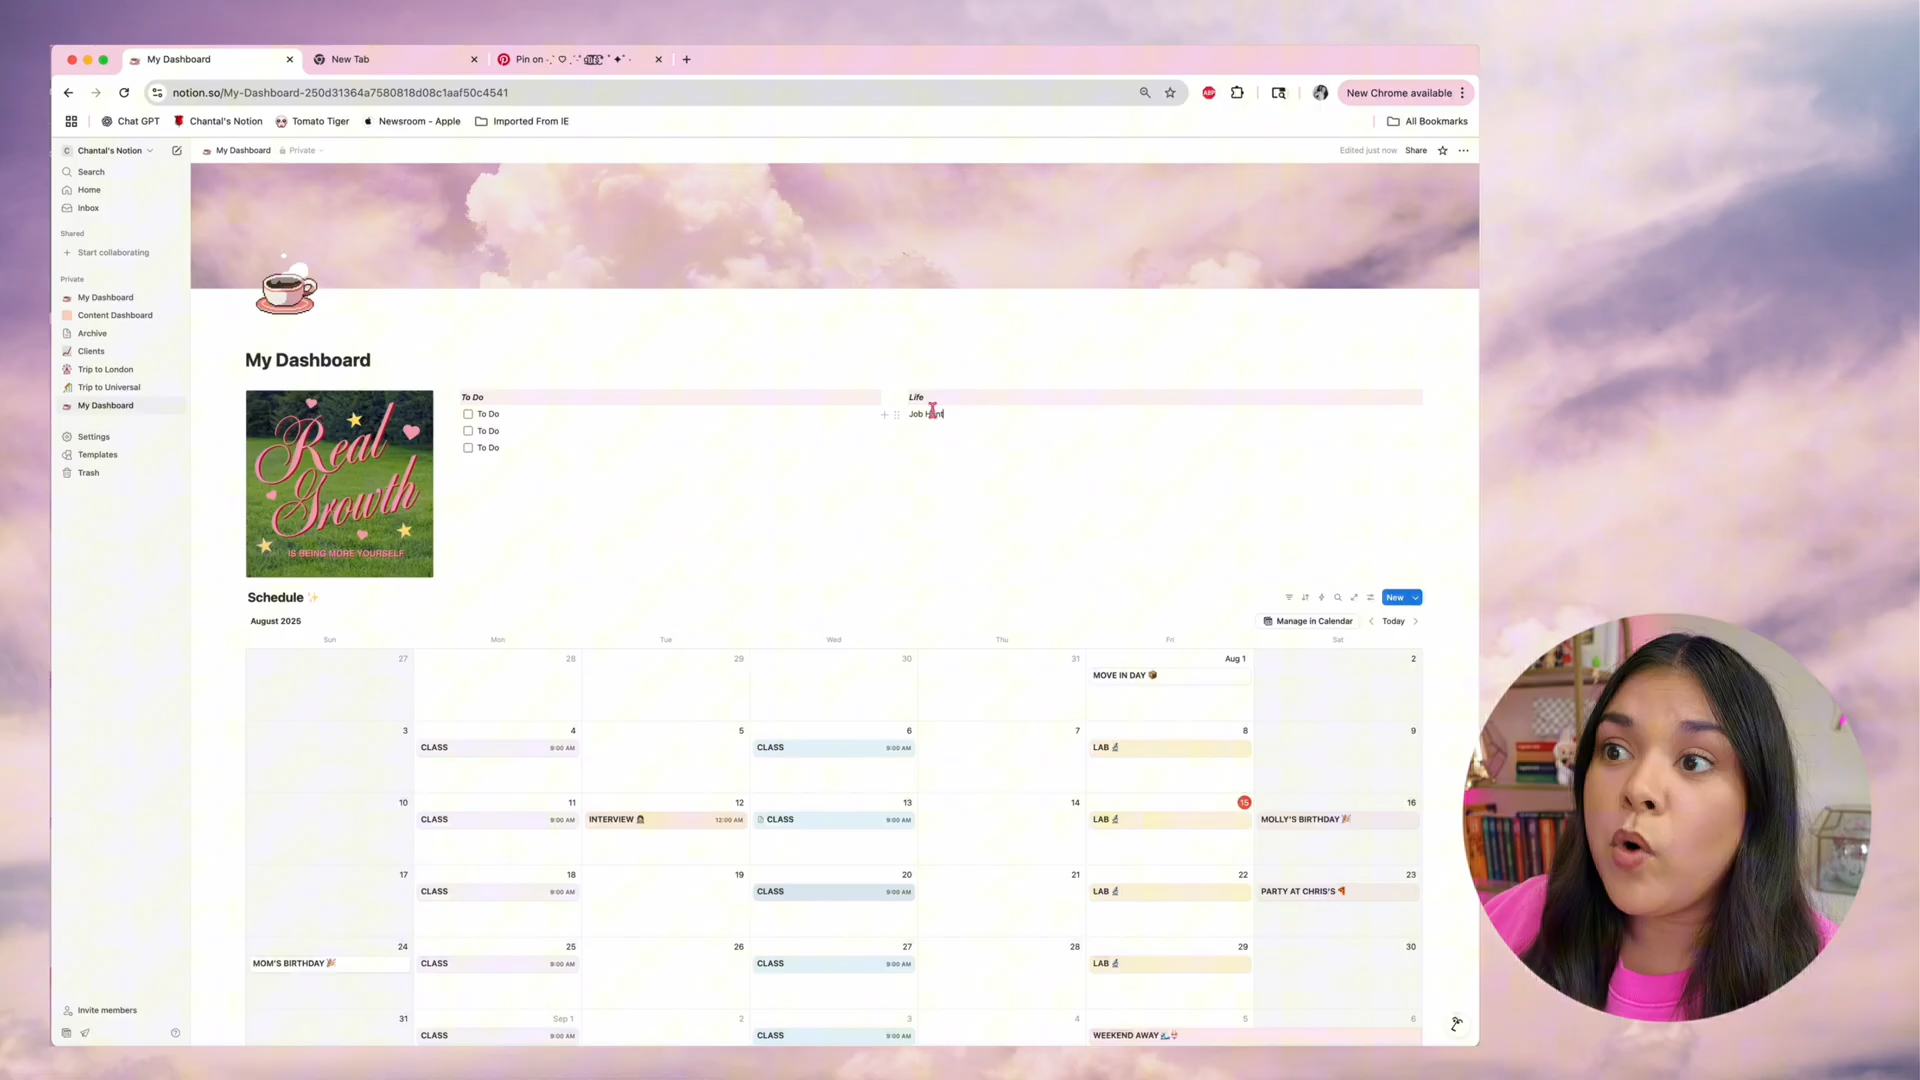 My Dashboard
New Tab
Pin on
notion.so/My-Dashboard-250d31364a7580818d08c1aaf50c4541
ABP
New Chrome available
Chat GPT
Chantal's Notion
Tomato Tiger
Newsroom - Apple
Imported From IE
All Bookmarks
C Chantal's Notion
My Dashboard
Private
Edited just now
Share
Search
Home
Inbox
Shared
Start collaborating
Private
My Dashboard
Content Dashboard
Archive
Clients
Trip to London
Trip to Universal
My Dashboard
Settings
Templates
Trash
Invite members
My Dashboard
Real
Growth
IS BEING MORE YOURSELF
To Do
To Do
To Do
To Do
Life
Job Hunt
Schedule ✨
New
August 2025
Manage in Calendar
Today
Sun Mon Tue Wed Thu Fri Sat
27 28 29 30 31 Aug 1 2
MOVE IN DAY 📦
3 4 5 6 7 8 9
CLASS 9:00 AM CLASS 9:00 AM LAB 🔬
10 11 12 13 14 15 16
CLASS 9:00 AM INTERVIEW 12:00 AM CLASS 9:00 AM LAB 🔬 MOLLY'S BIRTHDAY 🎉
17 18 19 20 21 22 23
CLASS 9:00 AM CLASS 9:00 AM LAB 🔬 PARTY AT CHRIS'S 🍕
24 25 26 27 28 29 30
MOM'S BIRTHDAY 🎉 CLASS 9:00 AM CLASS 9:00 AM LAB 🔬
31 Sep 1 2 3 4 5 6
CLASS 9:00 AM CLASS 9:00 AM WEEKEND AWAY